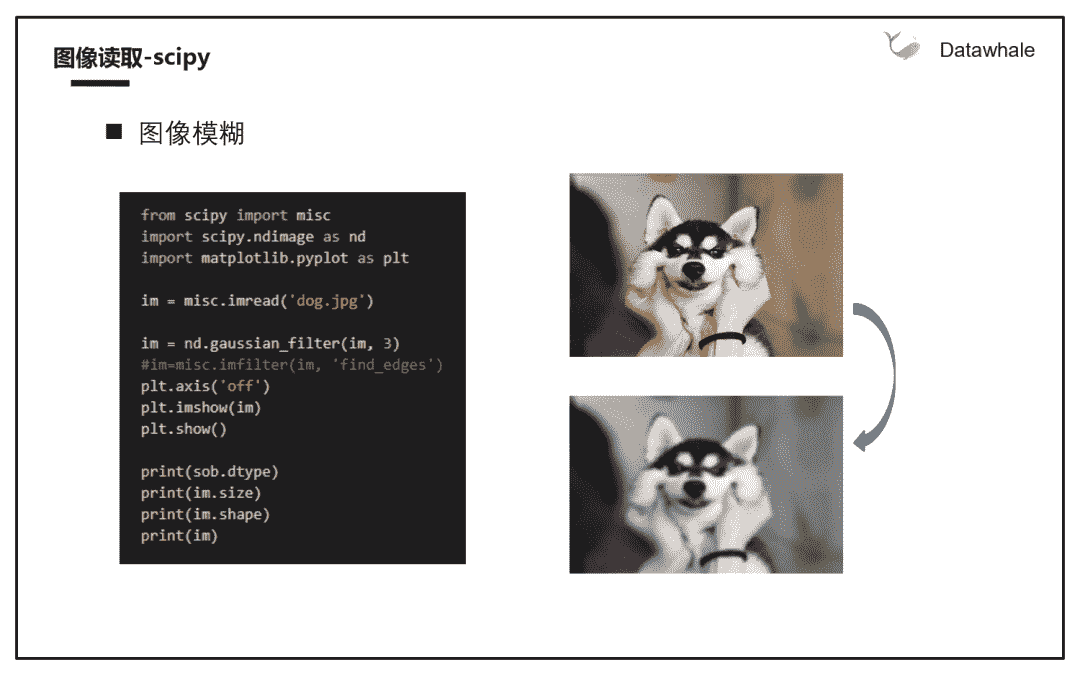 图像读取-scipy
Datawhale
图像模糊
from scipy import misc
import scipy.ndimage as nd
import matplotlib.pyplot as plt
im = misc.imread('dog.jpg')
im = nd.gaussian_filter(im, 3)
#im=misc.imfilter(im, 'find_edges')
plt.axis('off')
plt.imshow(im)
plt.show()
print(sob.dtype)
print(im.size)
print(im.shape)
print(im)